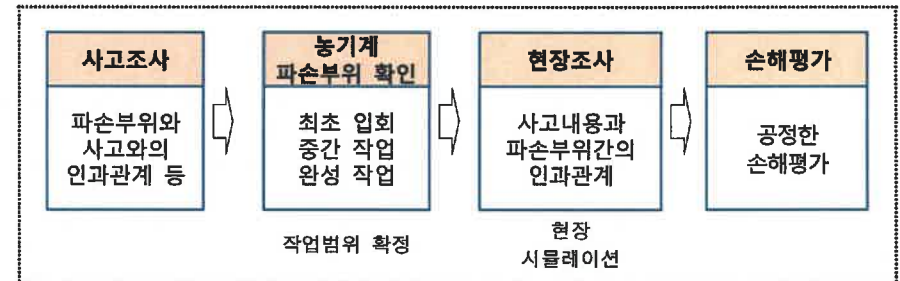 사고조사
파손부위와
사고와의
인과관계 등
농기계
파손부위 확인
최초 입회
중간 작업
완성 작업
작업범위 확정
현장조사
사고내용과
파손부위간의
인과관계
현장
시뮬레이션
손해평가
공정한
손해평가